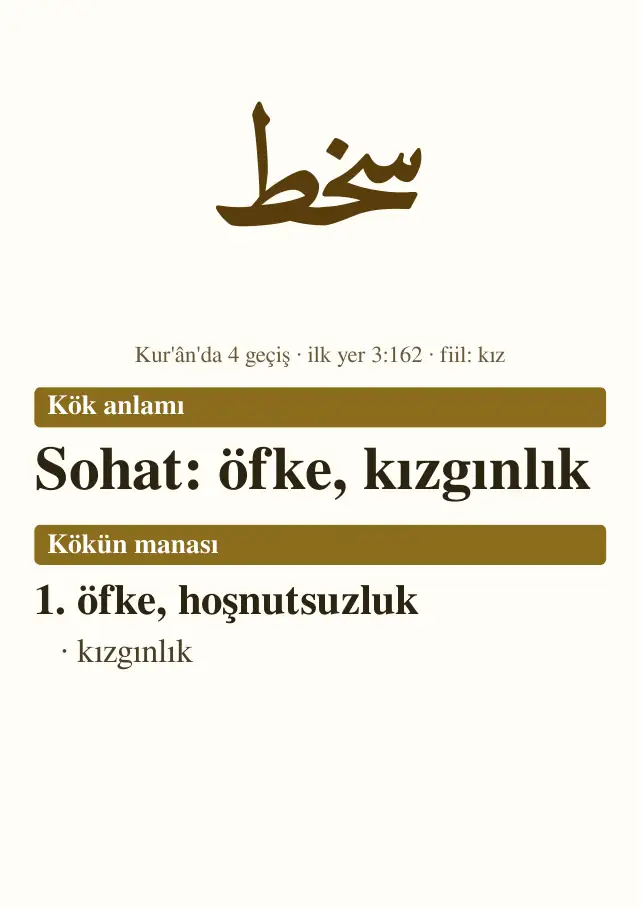 سخط
Kur'ân'da 4 geçiş · ilk yer 3:162 · fiil: kız
Kök anlamı
Sohat: öfke, kızgınlık
Kökün manası
1. öfke, hoşnutsuzluk
· kızgınlık